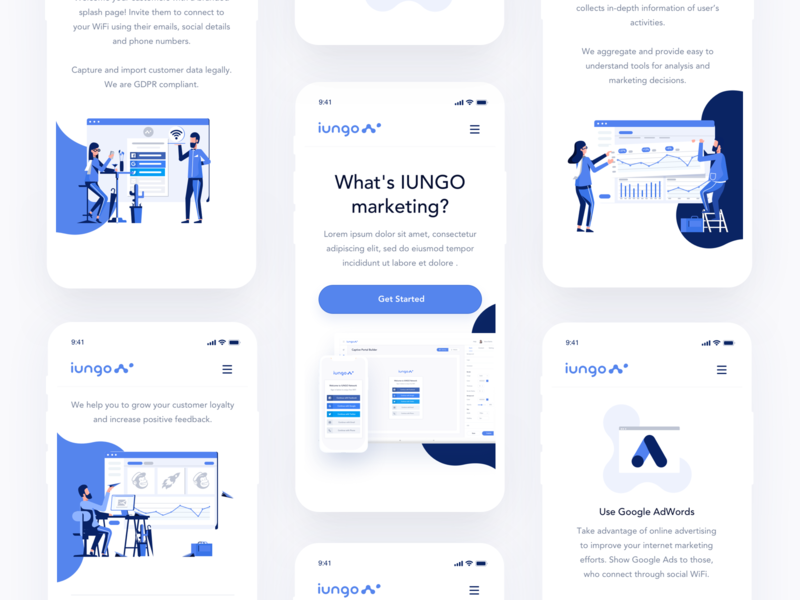 splash page! Invite them to connect to
your WiFi using their emails, social details
and phone numbers.
Capture and import customer data legally.
We are GDPR compliant.
9:41
iungo
We help you to grow your customer loyalty
and increase positive feedback.
9:41
iungo
What's IUNGO
marketing?
Lorem ipsum dolor sit amet, consectetur
adipiscing elit, sed do eiusmod tempor
incididunt ut labore et dolore .
Get Started
9:41
iungo
collects in-depth information of user's
activities.
We aggregate and provide easy to
understand tools for analysis and
marketing decisions.
9:41
iungo
Use Google AdWords
Take advantage of online advertising
to improve your internet marketing
efforts. Show Google Ads to those,
who connect through social WiFi.